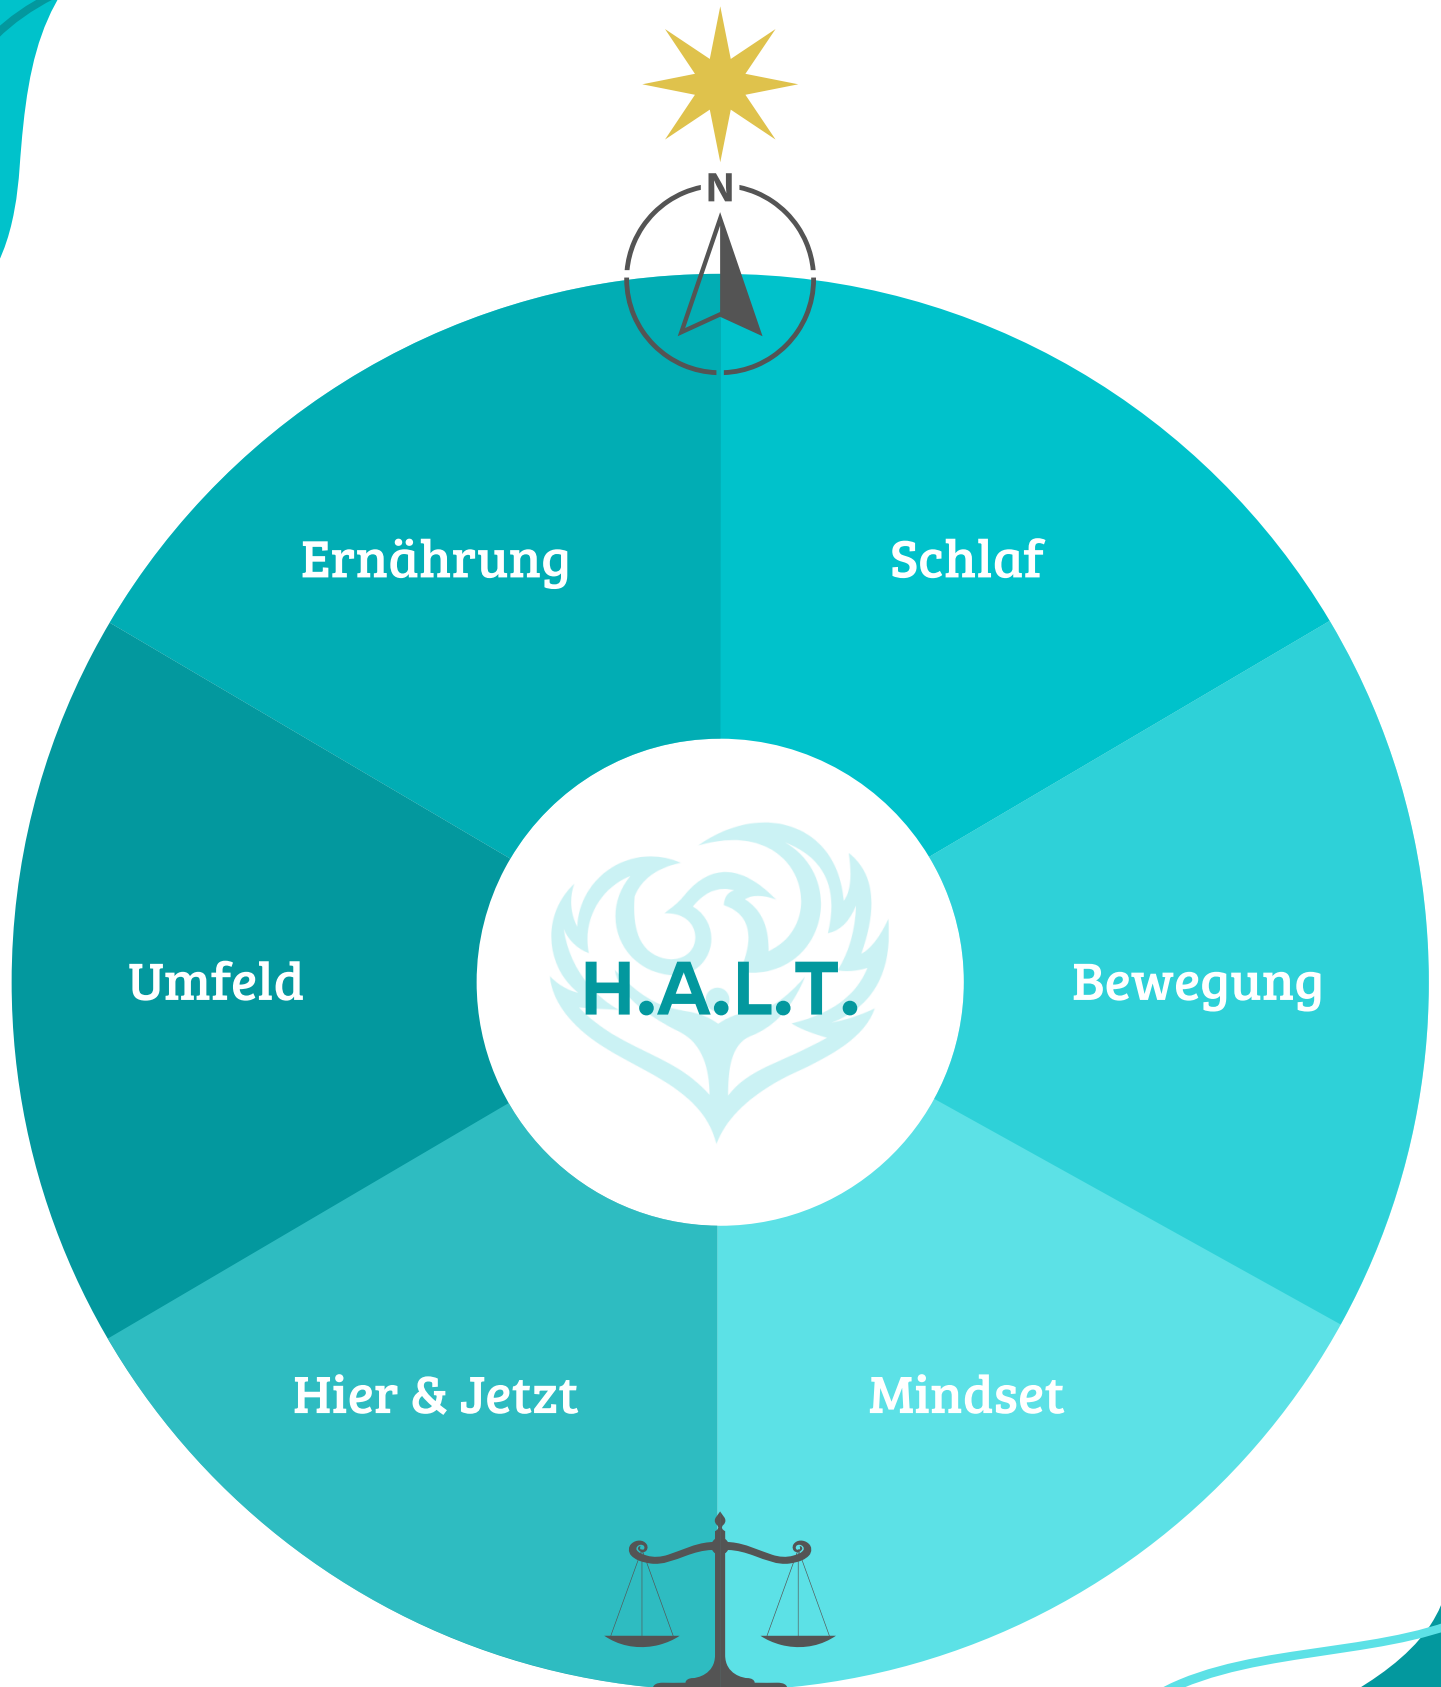 N
Ernährung
Schlaf
Umfeld
H.A.L.T.
Bewegung
Hier & Jetzt
Mindset